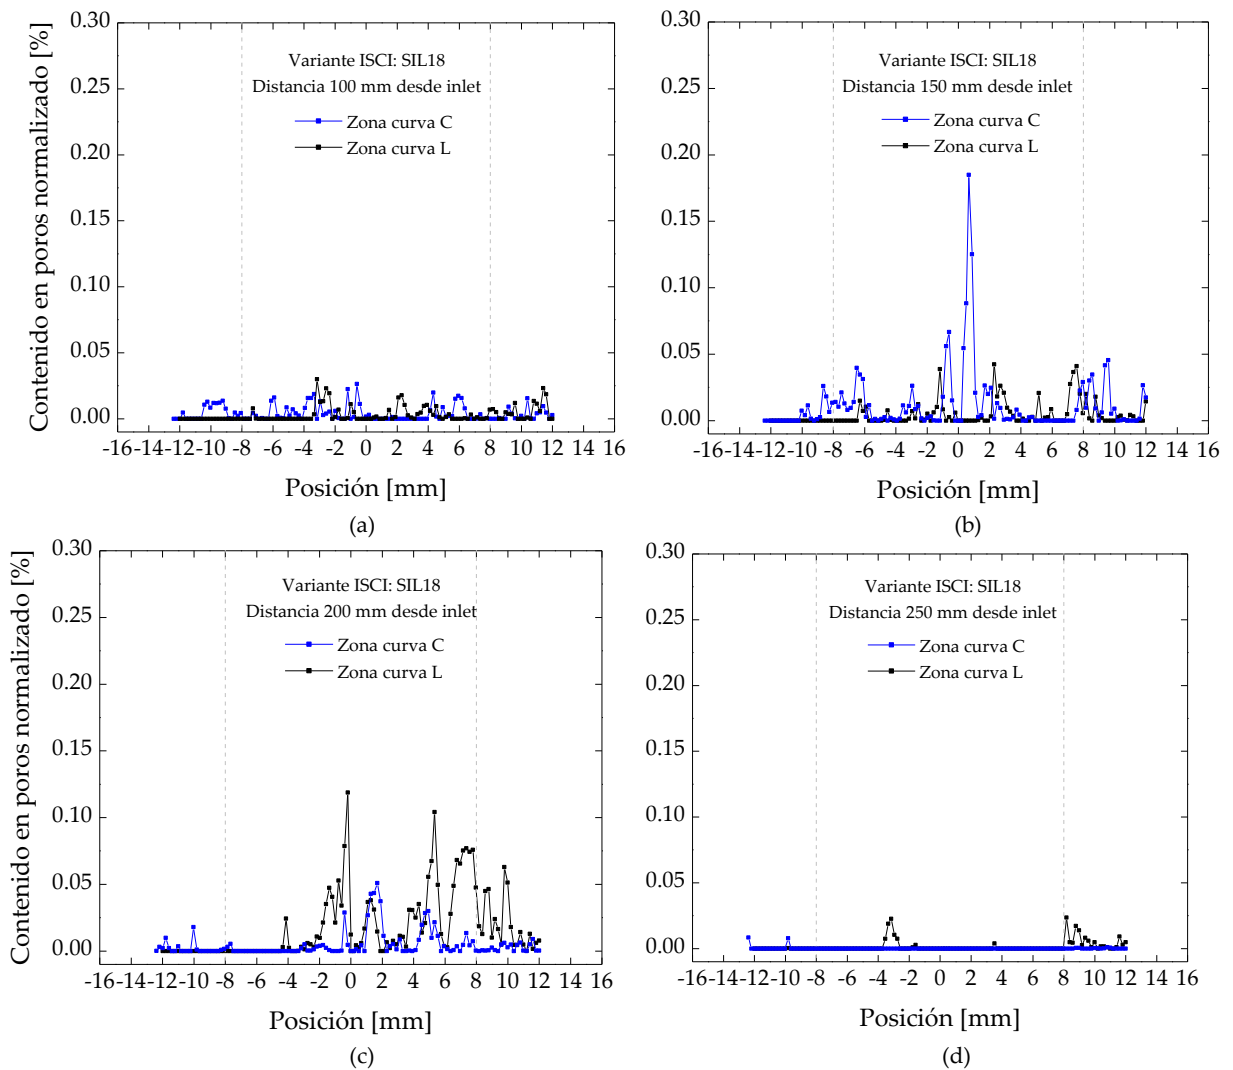 0.30
0.25
0.20
0.15
0.10
0.05
0.00
Contenido en poros normalizado [%]
Variante ISCI: SIL18
Distancia 100 mm desde inlet
Zona curva C
Zona curva L
-16-14-12-10 -8 -6 -4 -2 0 2 4 6 8 10 12 14 16
Posición [mm]
(a)
0.30
0.25
0.20
0.15
0.10
0.05
0.00
Variante ISCI: SIL18
Distancia 150 mm desde inlet
Zona curva C
Zona curva L
-16-14-12-10 -8 -6 -4 -2 0 2 4 6 8 10 12 14 16
Posición [mm]
(b)
0.30
0.25
0.20
0.15
0.10
0.05
0.00
Contenido en poros normalizado [%]
Variante ISCI: SIL18
Distancia 200 mm desde inlet
Zona curva C
Zona curva L
-16-14-12-10 -8 -6 -4 -2 0 2 4 6 8 10 12 14 16
Posición [mm]
(c)
0.30
0.25
0.20
0.15
0.10
0.05
0.00
Variante ISCI: SIL18
Distancia 250 mm desde inlet
Zona curva C
Zona curva L
-16-14-12-10 -8 -6 -4 -2 0 2 4 6 8 10 12 14 16
Posición [mm]
(d)